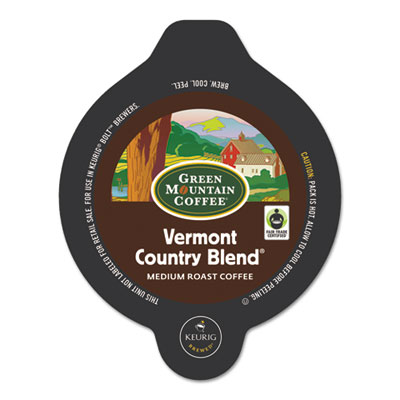 BREW. COOL. PEEL.
THIS UNIT NOT LABELED FOR RETAIL SALE. FOR USE IN KEURIG® BOLT™ BREWERS.
CAUTION: PACK IS HOT. ALLOW TO COOL BEFORE PEELING.
GREEN
MOUNTAIN
COFFEE®
FAIR TRADE
CERTIFIED
Vermont
Country Blend®
MEDIUM ROAST COFFEE
KEURIG
BREWED®